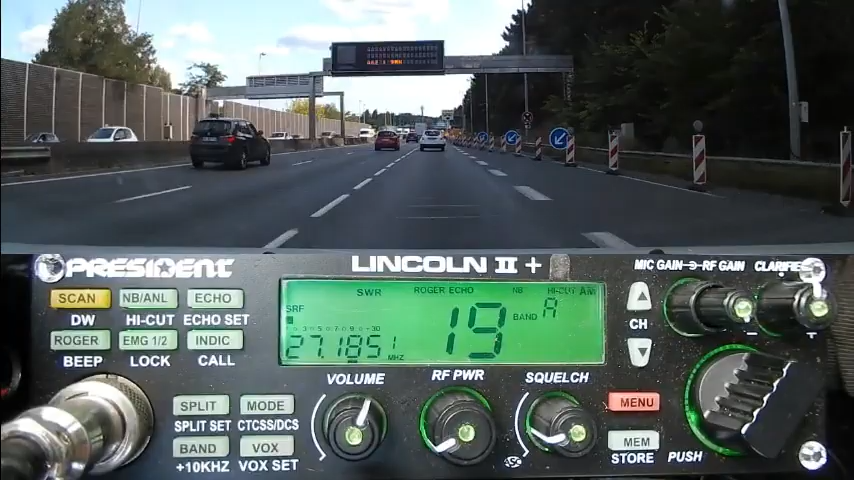 PRESIDENT
LINCOLN II +
MIC GAIN RF GAIN CLARIFIER
SCAN NB/ANL ECHO
DW HI-CUT ECHO SET
ROGER EMG 1/2 INDIC
BEEP LOCK CALL
SWR ROGER ECHO NB HI-CUT AM
SRF
19 BAND A
27.1851 MHZ
CH
VOLUME RF PWR SQUELCH
SPLIT MODE
SPLIT SET CTCSS/DCS
BAND VOX
+10KHZ VOX SET
ASC
MENU
MEM
STORE
PUSH